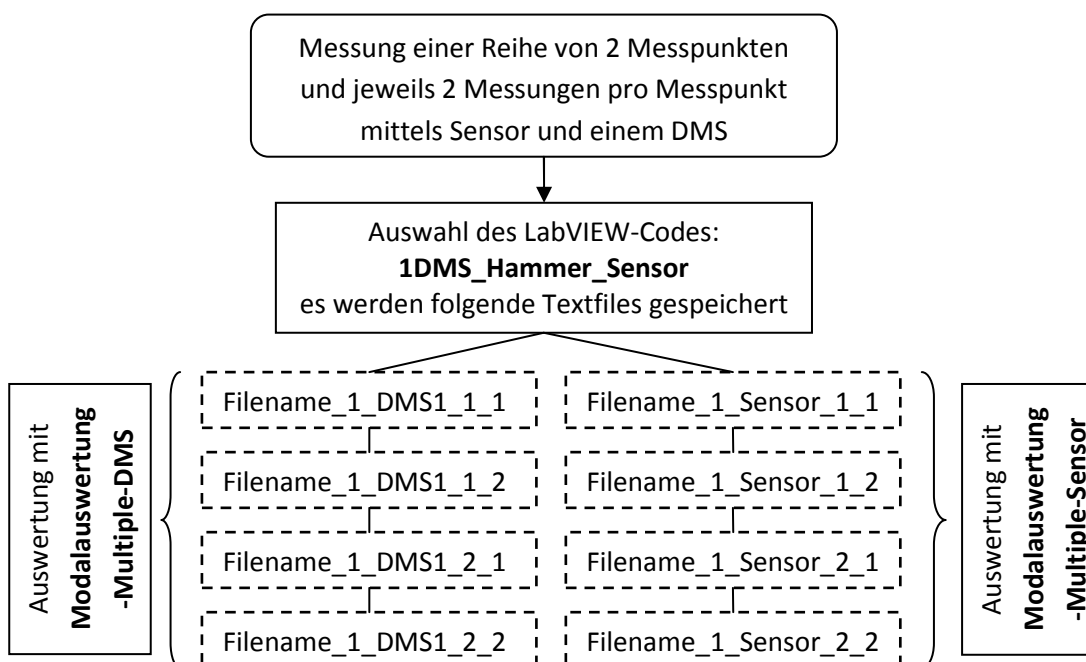 Messung einer Reihe von 2 Messpunkten
und jeweils 2 Messungen pro Messpunkt
mittels Sensor und einem DMS
Auswahl des LabVIEW-Codes:
1DMS_Hammer_Sensor
es werden folgende Textfiles gespeichert
Auswertung mit
Modalauswertung
-Multiple-DMS
Filename_1_DMS1_1_1
Filename_1_DMS1_1_2
Filename_1_DMS1_2_1
Filename_1_DMS1_2_2
Filename_1_Sensor_1_1
Filename_1_Sensor_1_2
Filename_1_Sensor_2_1
Filename_1_Sensor_2_2
Auswertung mit
Modalauswertung
-Multiple-Sensor